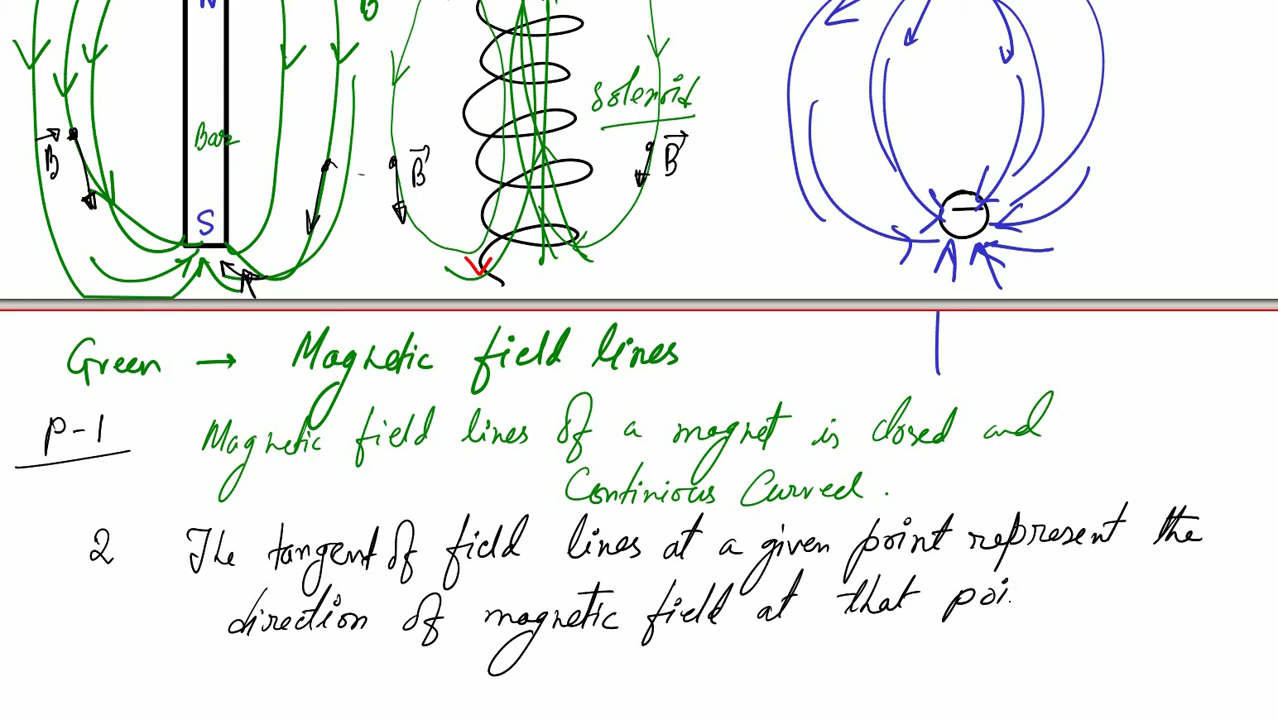 N
B
Solenoid
Bar
B
B
B
S
Green → Magnetic field lines
P-1 Magnetic field lines of a magnet is closed and
Continious Curved.
2 The tangent of field lines at a given point represent the
direction of magnetic field at that poi